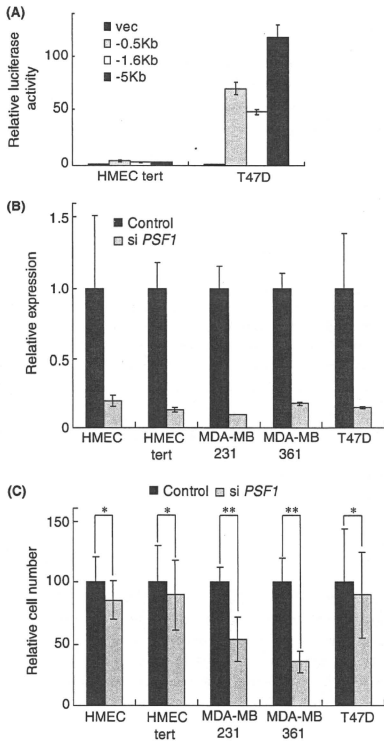 (A)
Relative luciferase activity
100
50
0
vec
-0.5Kb
-1.6Kb
-5Kb
HMEC tert
T47D
(B)
Relative expression
1.5
1.0
0.5
0
Control
si PSF1
HMEC
HMEC tert
MDA-MB 231
MDA-MB 361
T47D
(C)
Control si PSF1
Relative cell number
150
100
50
0
*
*
**
**
*
HMEC
HMEC tert
MDA-MB 231
MDA-MB 361
T47D